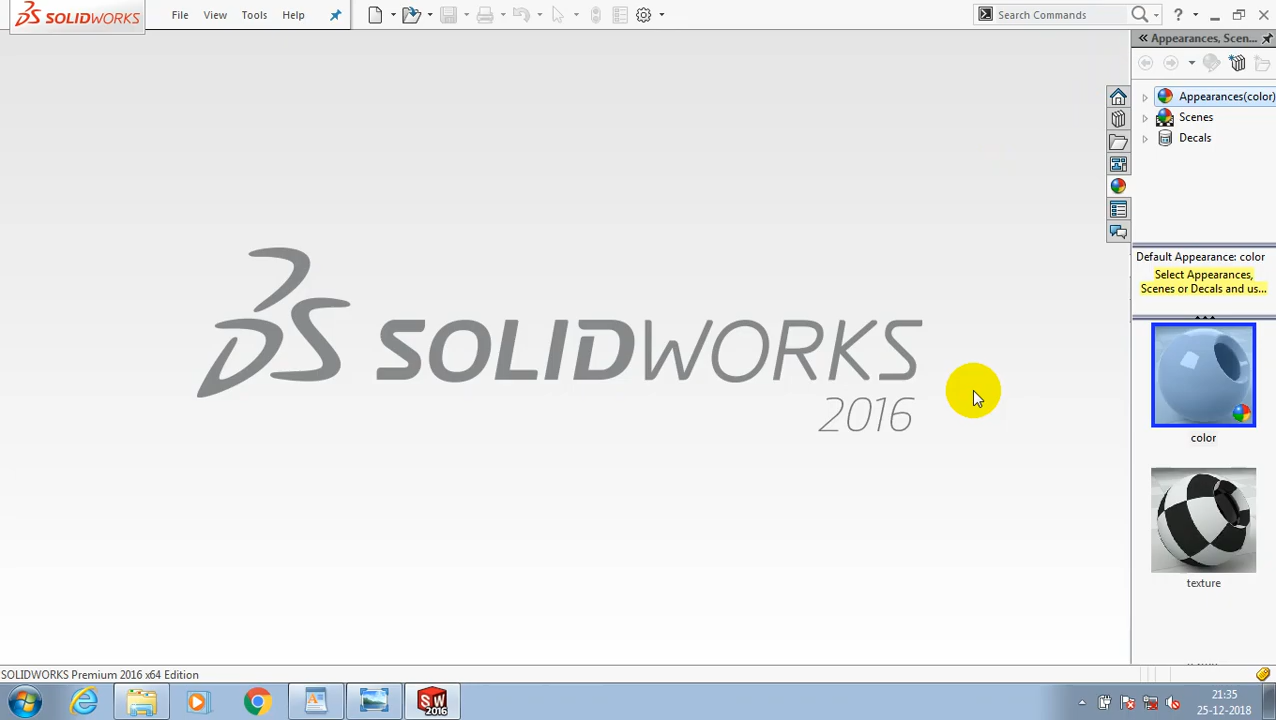 SOLIDWORKS
File
View
Tools
Help
Search Commands
?
Appearances, Scen...
Appearances(color)
Scenes
Decals
Default Appearance: color
Select Appearances,
Scenes or Decals and us...
SOLIDWORKS
2016
color
texture
SOLIDWORKS Premium 2016 x64 Edition
SW
2016
21:35
25-12-2018